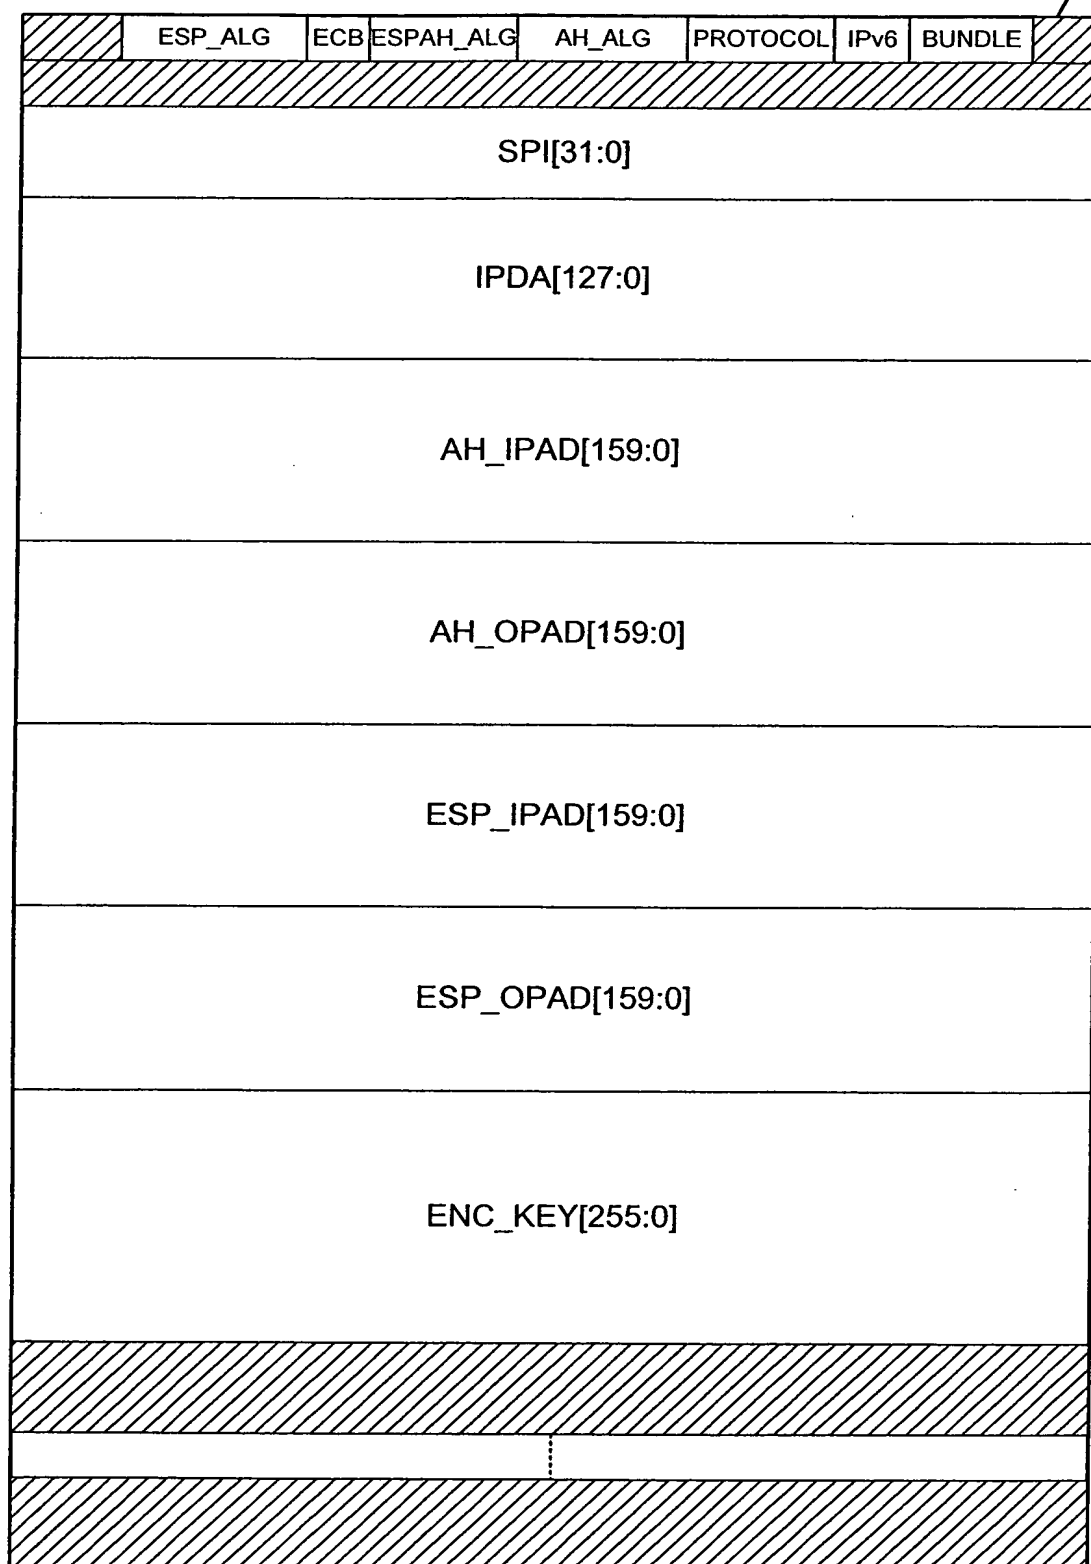 ESP_ALG ECB ESPAH_ALG AH_ALG PROTOCOL IPv6 BUNDLE
SPI[31:0]
IPDA[127:0]
AH_IPAD[159:0]
AH_OPAD[159:0]
ESP_IPAD[159:0]
ESP_OPAD[159:0]
ENC_KEY[255:0]